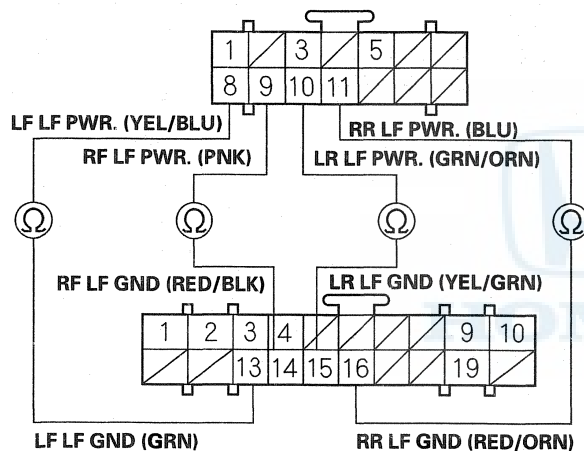 1 3 5
8 9 10 11
LF LF PWR. (YEL/BLU)
RR LF PWR. (BLU)
RF LF PWR. (PNK)
LR LF PWR. (GRN/ORN)
Ω Ω Ω Ω
RF LF GND (RED/BLK)
LR LF GND (YEL/GRN)
1 2 3 4 9 10
13 14 15 16 19
LF LF GND (GRN)
RR LF GND (RED/ORN)